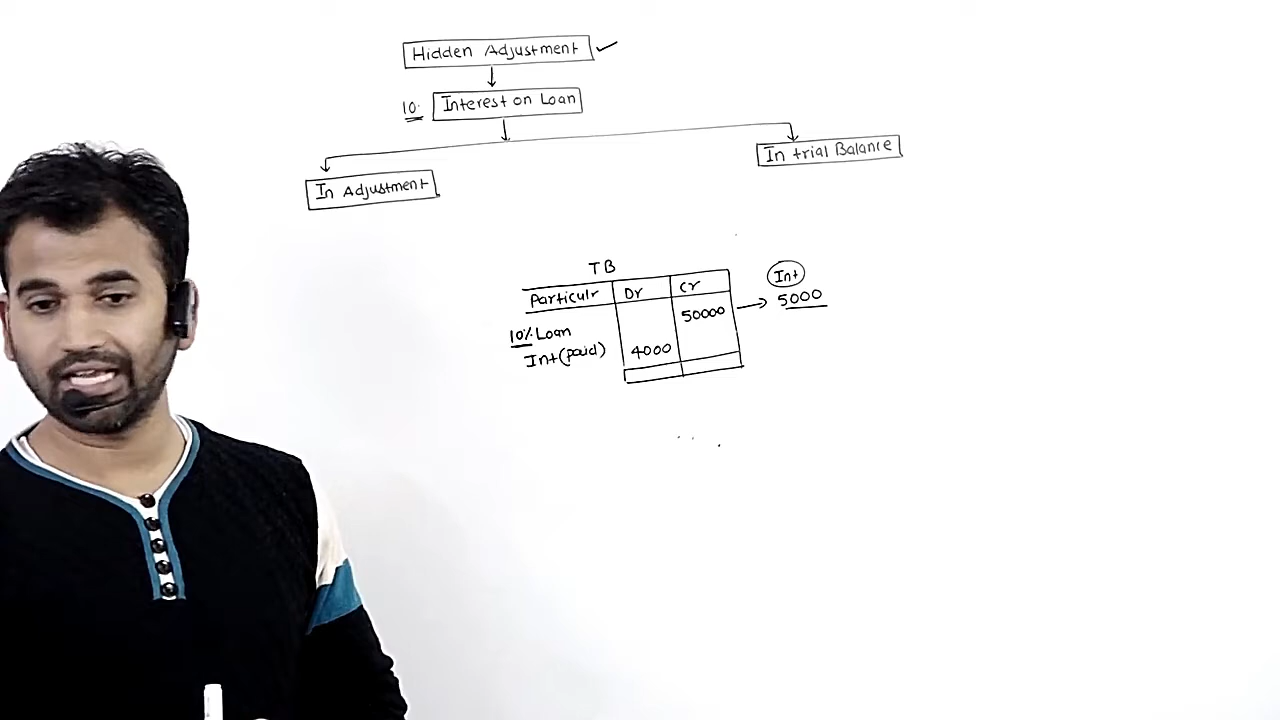 Hidden Adjustment
10. Interest on Loan
In Adjustment
In trial Balance
TB
Particulr Dr Cr
10% Loan 50000
Int (paid) 4000
Int
5000